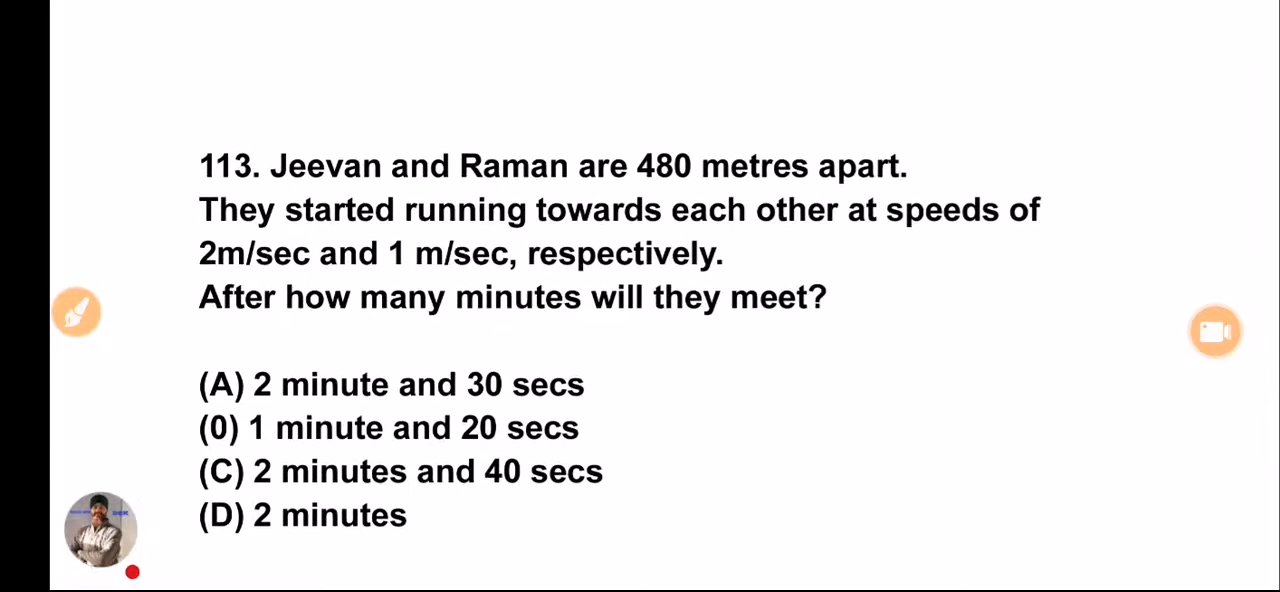 113. Jeevan and Raman are 480 metres apart.
They started running towards each other at speeds of
2m/sec and 1 m/sec, respectively.
After how many minutes will they meet?
(A) 2 minute and 30 secs
(0) 1 minute and 20 secs
(C) 2 minutes and 40 secs
(D) 2 minutes